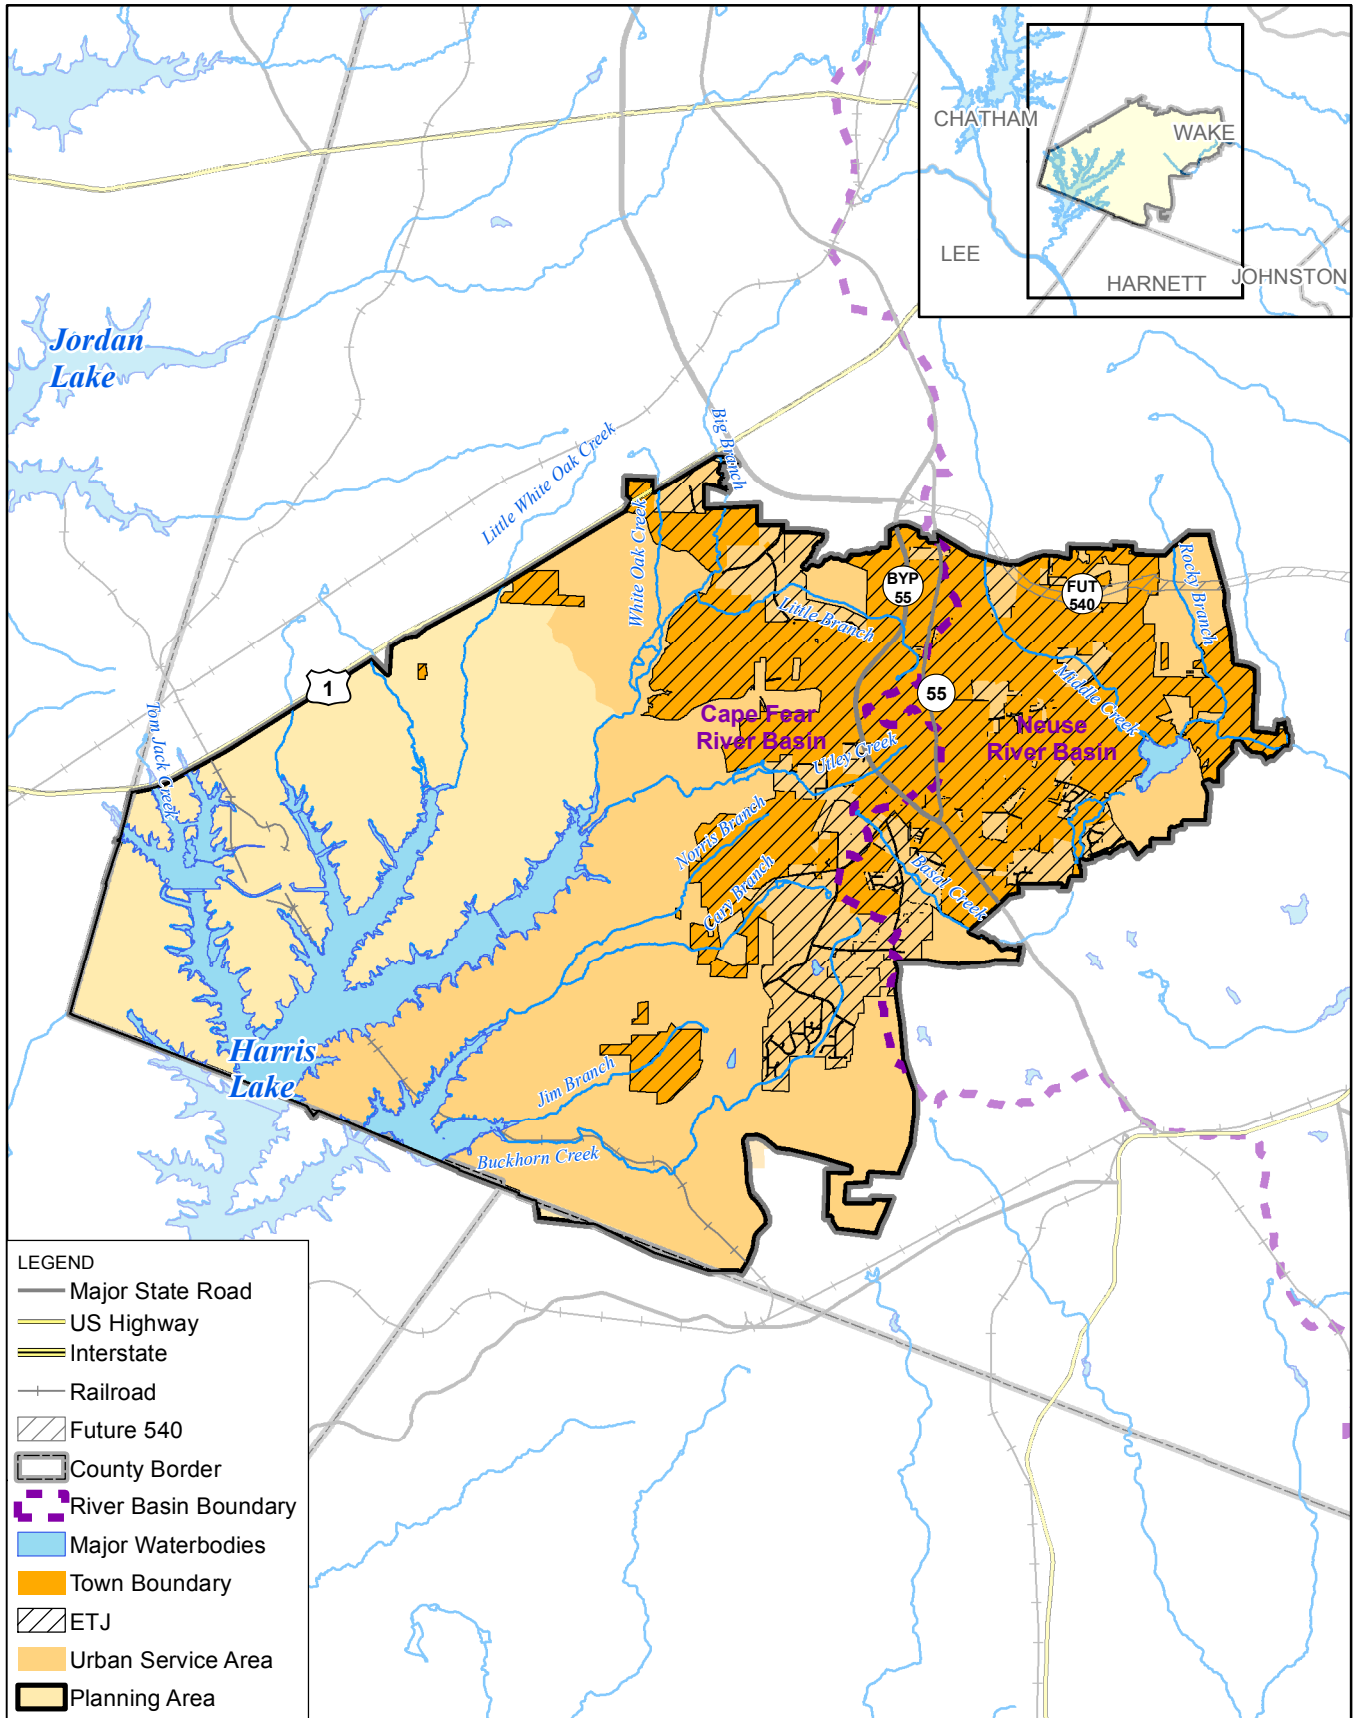 CHATHAM
WAKE
LEE
HARNETT
JOHNSTON
Jordan
Lake
Big Branch
Little White Oak Creek
White Oak Creek
Rocky Branch
BYP
55
FUT
540
Little Branch
Middle Creek
1
55
Tom Jack Creek
Cape Fear
River Basin
Neuse
River Basin
Utley Creek
Norris Branch
Cary Branch
Basal Creek
Harris
Lake
Jim Branch
Buckhorn Creek
LEGEND
Major State Road
US Highway
Interstate
Railroad
Future 540
County Border
River Basin Boundary
Major Waterbodies
Town Boundary
ETJ
Urban Service Area
Planning Area